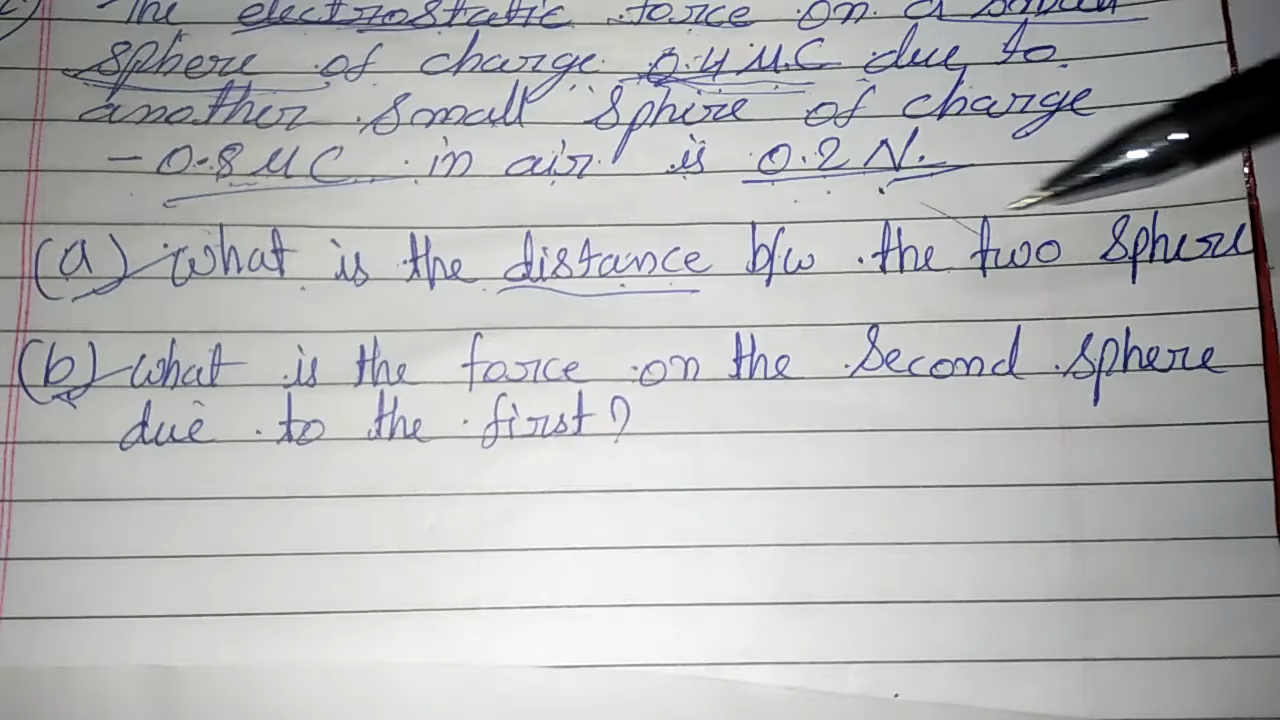 The electrostatic force on a small
sphere of charge 0.4 μC due to
another small sphere of charge
-0.8 μC in air is 0.2 N.
(a) What is the distance b/w the two sphere
(b) What is the force on the second sphere
due to the first?